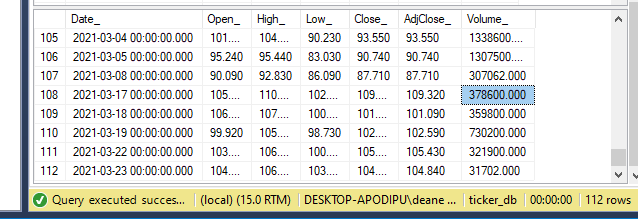 Date_ Open_ High_ Low_ Close_ AdjClose_ Volume_
105 2021-03-04 00:00:00.000 101.... 104.... 90.230 93.550 93.550 1338600....
106 2021-03-05 00:00:00.000 95.240 95.440 83.030 90.740 90.740 1307500....
107 2021-03-08 00:00:00.000 90.090 92.830 86.090 87.710 87.710 307062.000
108 2021-03-17 00:00:00.000 105.... 110.... 102.... 109.... 109.320 378600.000
109 2021-03-18 00:00:00.000 106.... 107.... 100.... 101.... 101.090 359800.000
110 2021-03-19 00:00:00.000 99.920 105.... 98.730 102.... 102.590 730200.000
111 2021-03-22 00:00:00.000 103.... 106.... 100.... 105.... 105.430 321900.000
112 2021-03-23 00:00:00.000 104.... 106.... 103.... 104.... 104.840 31702.000
Query executed succes... (local) (15.0 RTM) DESKTOP-APODIPU\deane ... ticker_db 00:00:00 112 rows